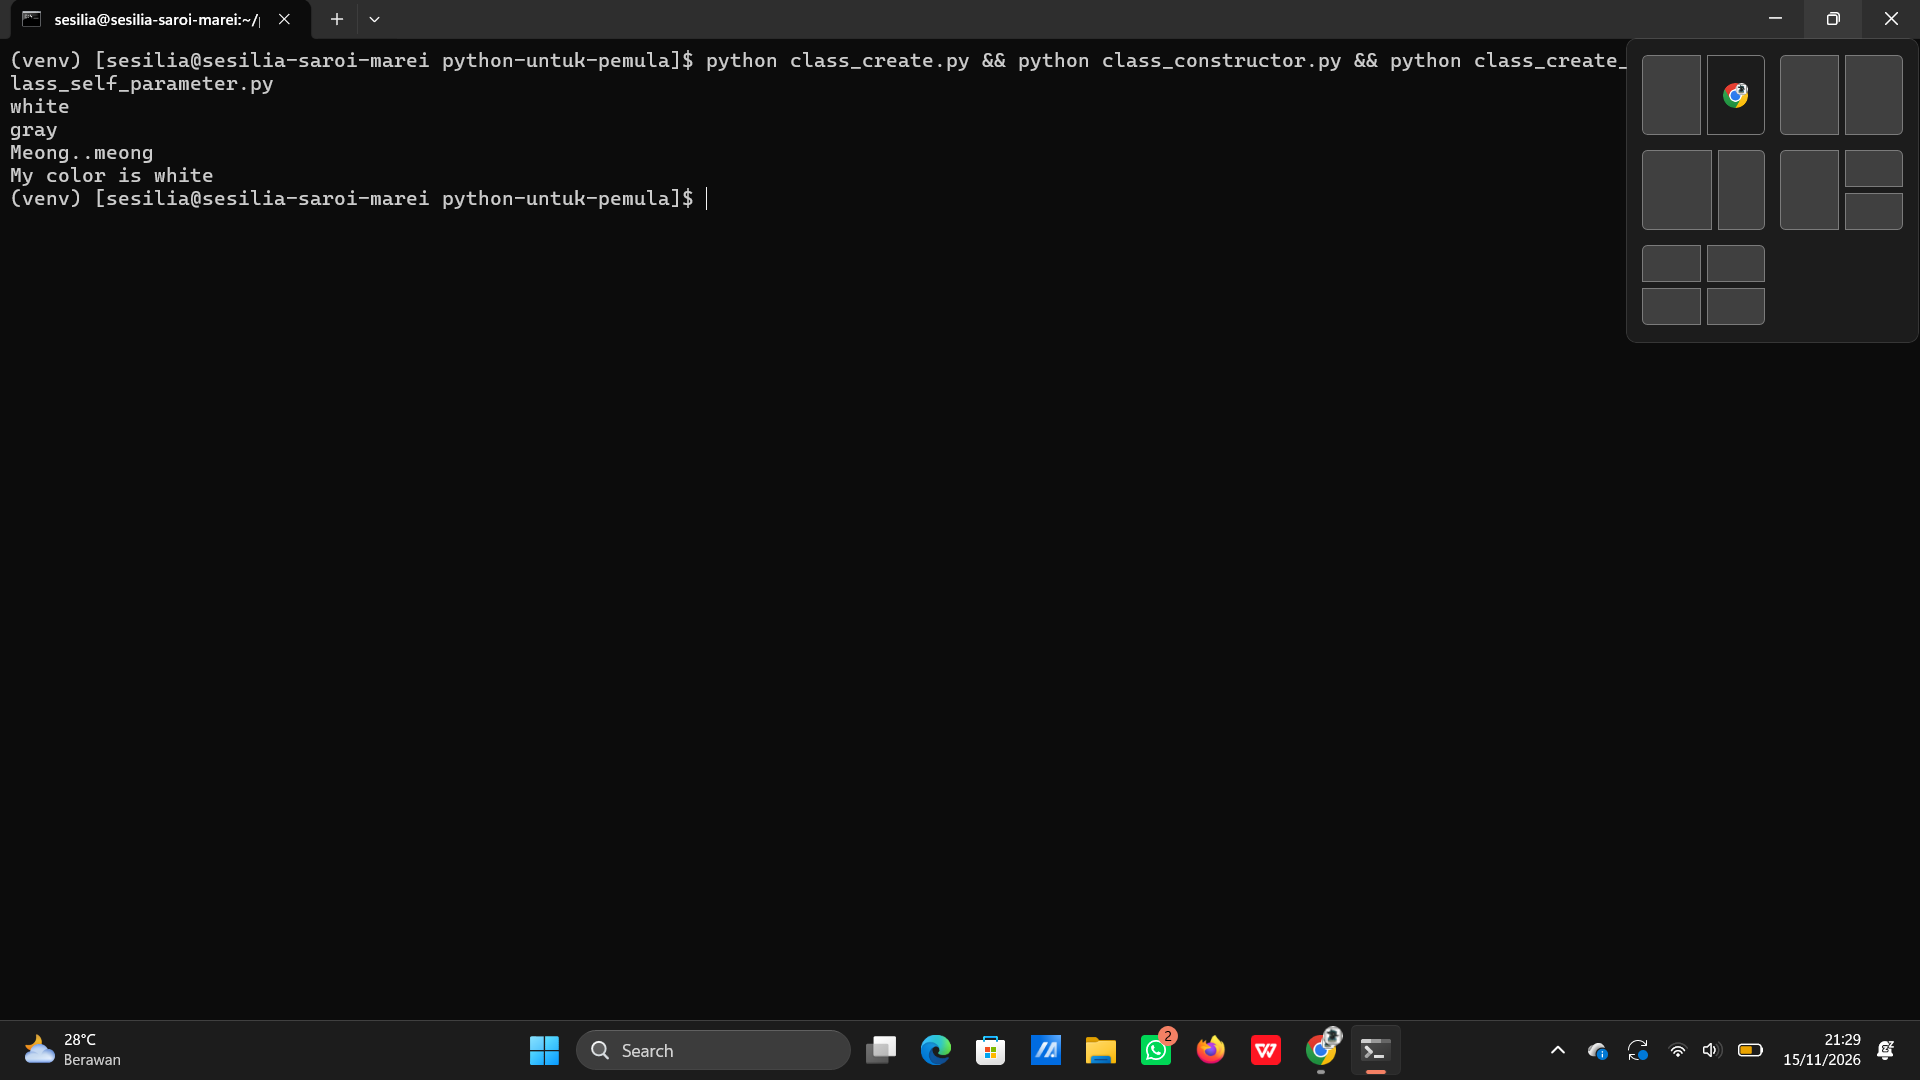 sesilia@sesilia-saroi-marei:~/
(venv) [sesilia@sesilia-saroi-marei python-untuk-pemula]$ python class_create.py && python class_constructor.py && python class_create_
lass_self_parameter.py
white
gray
Meong..meong
My color is white
(venv) [sesilia@sesilia-saroi-marei python-untuk-pemula]$
28°C
Berawan
Search
2
21:29
15/11/2026